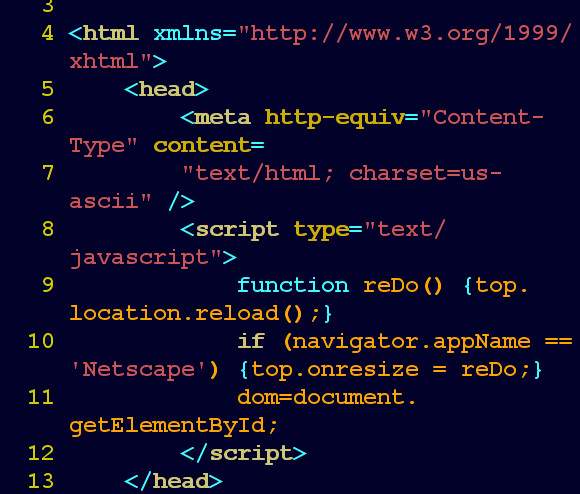 3
4 <html xmlns="http://www.w3.org/1999/
xhtml">
5 <head>
6 <meta http-equiv="Content-
Type" content=
7 "text/html; charset=us-
ascii" />
8 <script type="text/
javascript">
9 function reDo() {top.
location.reload();}
10 if (navigator.appName ==
'Netscape') {top.onresize = reDo;}
11 dom=document.
getElementById;
12 </script>
13 </head>